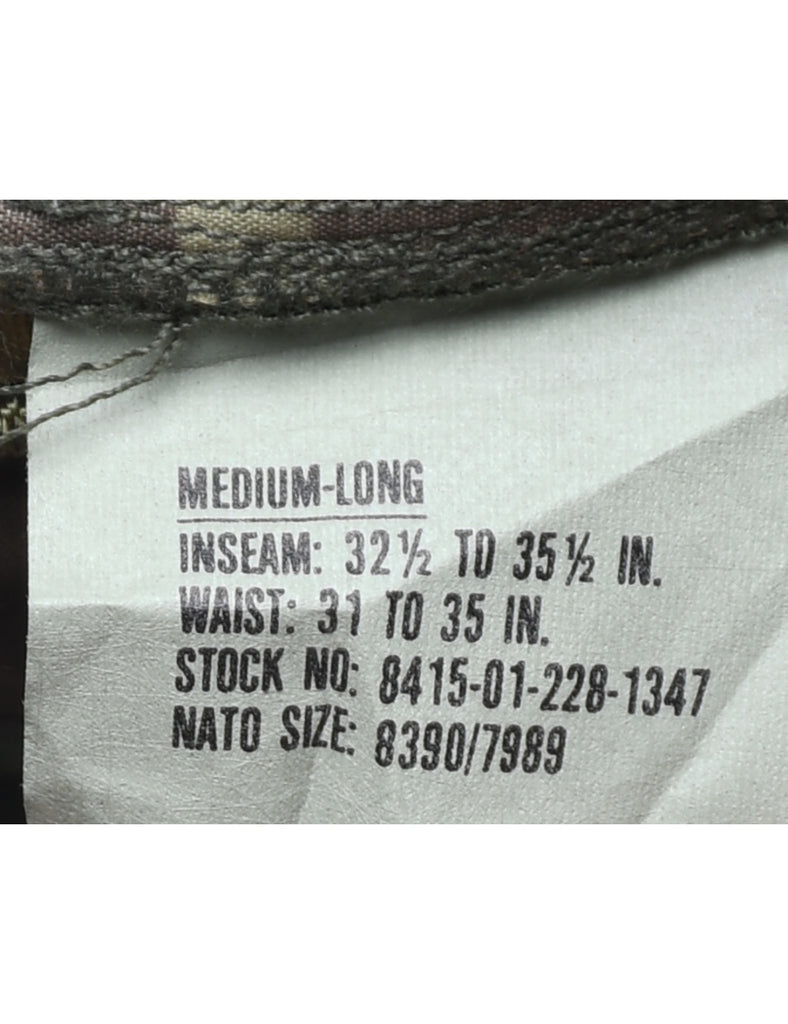 MEDIUM-LONG
INSEAM: 32½ TO 35½ IN.
WAIST: 31 TO 35 IN.
STOCK NO: 8415-01-228-1347
NATO SIZE: 8390/7989